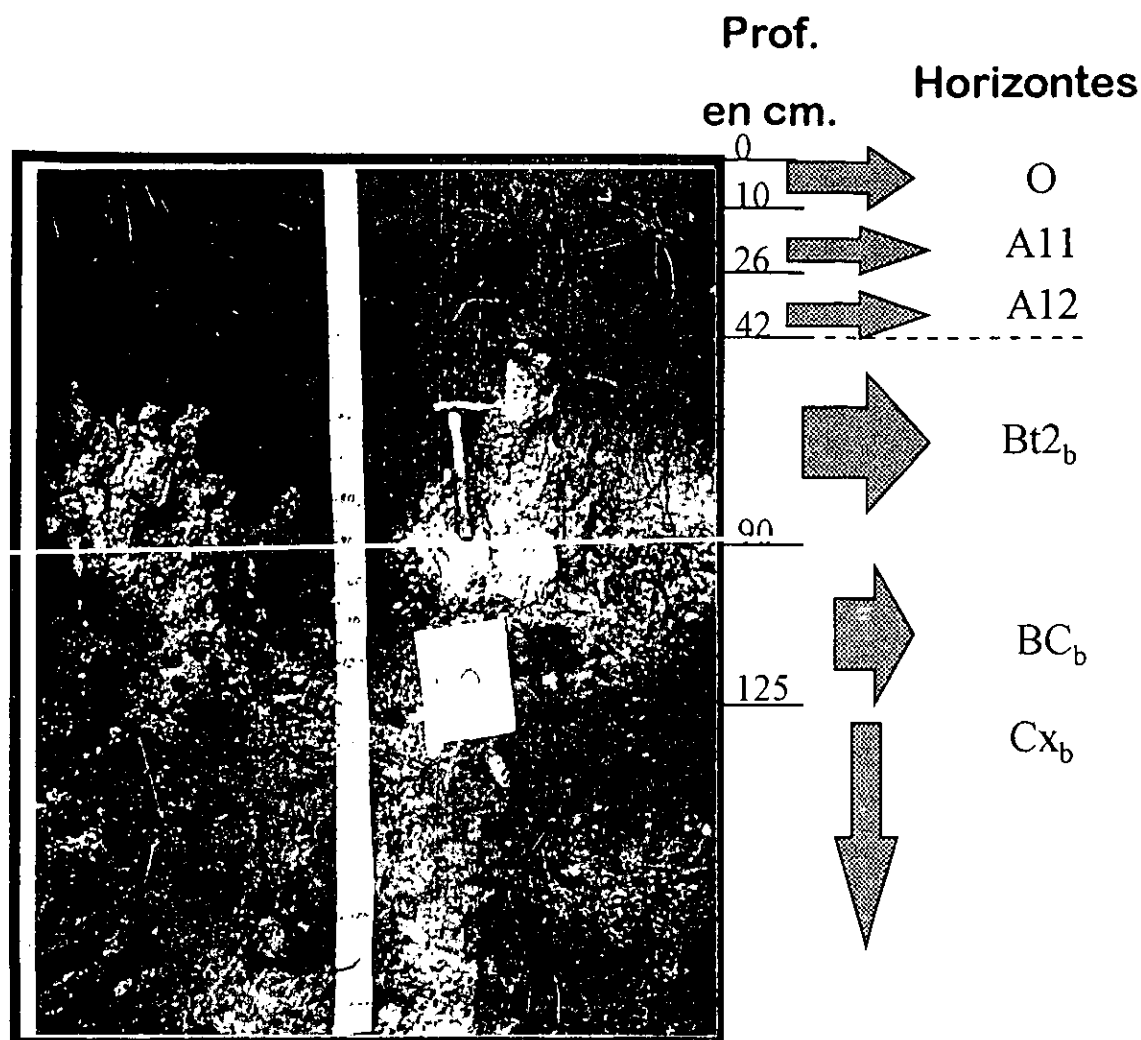 Prof.
Horizontes
en cm.
0
O
10
A11
26
A12
42
Bt2b
90
BCb
125
Cxb